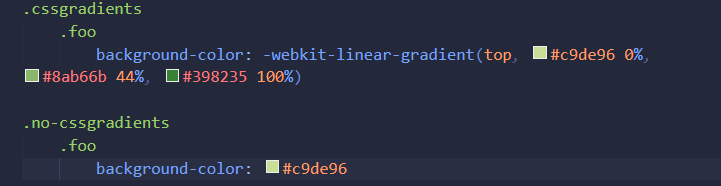 .cssgradients
.foo
background-color: -webkit-linear-gradient(top, #c9de96 0%,
#8ab66b 44%, #398235 100%)
.no-cssgradients
.foo
background-color: #c9de96